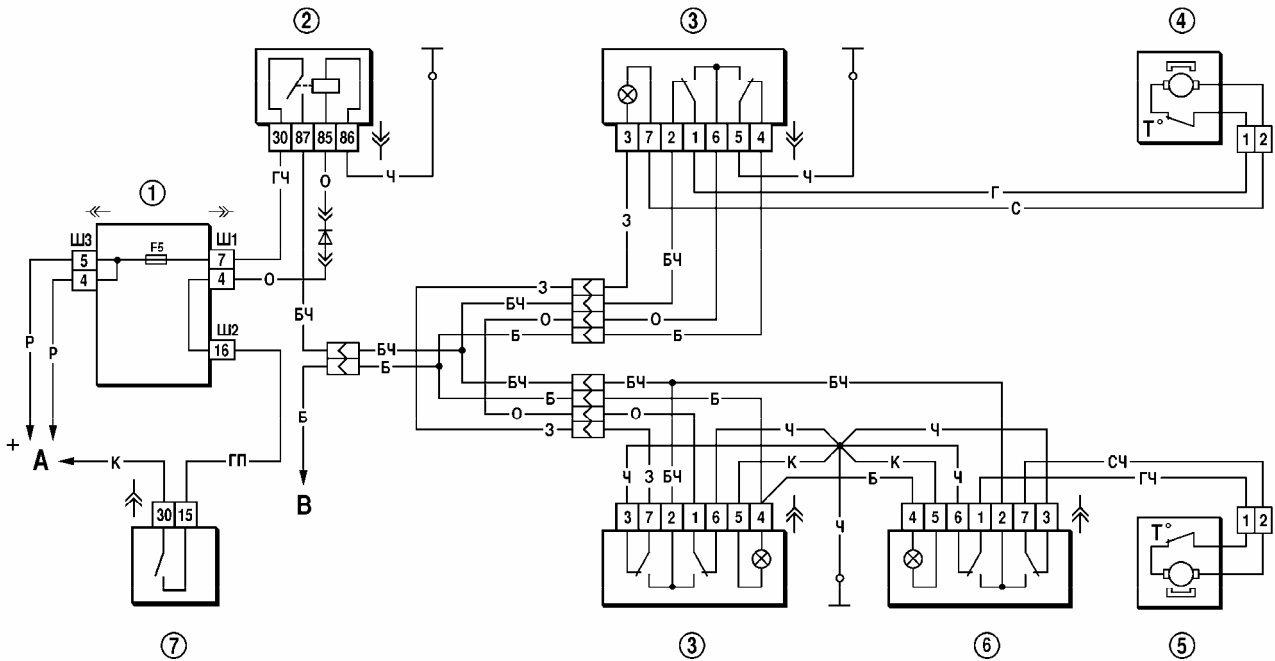 2 3 4
30 87 85 86
3 7 2 1 6 5 4
T°
1 2
ГЧ О Ч
Ч
Г
С
1
З
Ш3 F5 Ш1
5 7
4 4
О
БЧ
БЧ
З
БЧ
О О
Б Б
Р Р
Ш2
16
БЧ
Б
БЧ БЧ БЧ
Б Б
О О
З
Б
Ч Ч
+ А
К ГП
В
Ч З БЧ К К Ч
Б
СЧ
ГЧ
30 15
3 7 2 1 6 5 4
4 5 6 1 2 7 3
1 2
Ч
T°
7 3 6 5